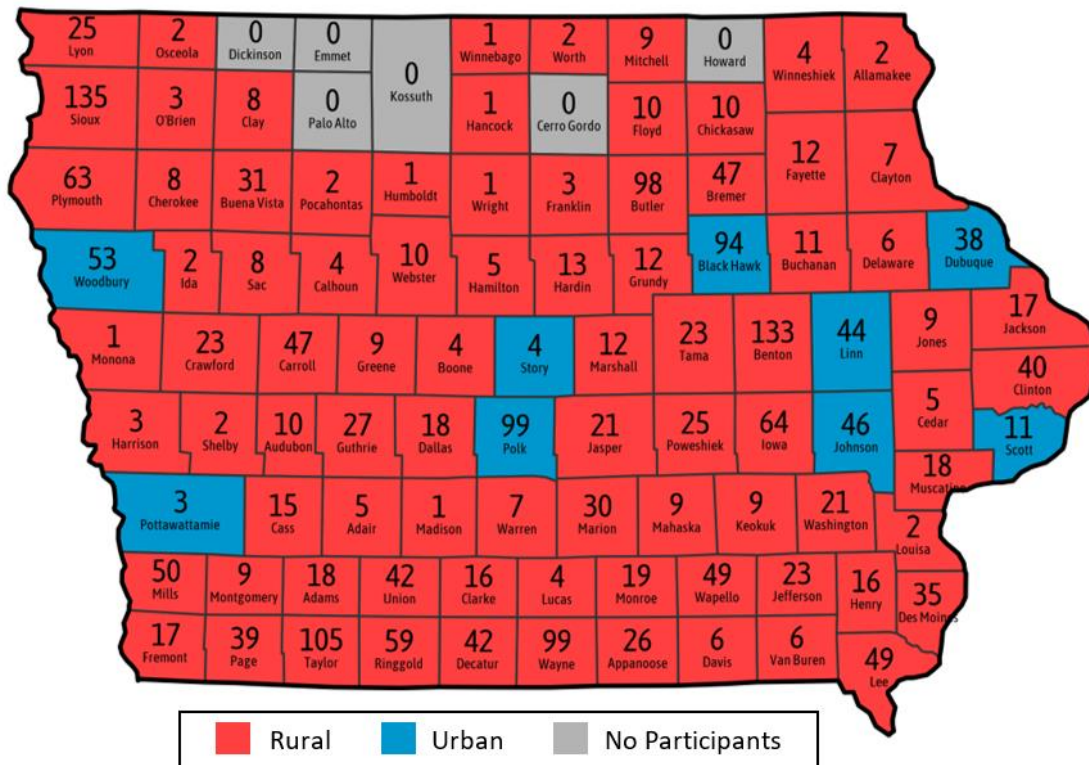 25
Lyon
2
Osceola
0
Dickinson
0
Emmet
0
Kossuth
1
Winnebago
2
Worth
9
Mitchell
0
Howard
4
Winneshiek
2
Allamakee
135
Sioux
3
O'Brien
8
Clay
0
Palo Alto
1
Hancock
0
Cerro Gordo
10
Floyd
10
Chickasaw
63
Plymouth
8
Cherokee
31
Buena Vista
2
Pocahontas
1
Humboldt
1
Wright
3
Franklin
98
Butler
47
Bremer
12
Fayette
7
Clayton
53
Woodbury
2
Ida
8
Sac
4
Calhoun
10
Webster
5
Hamilton
13
Hardin
12
Grundy
94
Black Hawk
11
Buchanan
6
Delaware
38
Dubuque
1
Monona
23
Crawford
47
Carroll
9
Greene
4
Boone
4
Story
12
Marshall
23
Tama
133
Benton
44
Linn
9
Jones
17
Jackson
40
Clinton
3
Harrison
2
Shelby
10
Audubon
27
Guthrie
18
Dallas
99
Polk
21
Jasper
25
Poweshiek
64
Iowa
46
Johnson
5
Cedar
11
Scott
18
Muscatine
3
Pottawattamie
15
Cass
5
Adair
1
Madison
7
Warren
30
Marion
9
Mahaska
9
Keokuk
21
Washington
2
Louisa
50
Mills
9
Montgomery
18
Adams
42
Union
16
Clarke
4
Lucas
19
Monroe
49
Wapello
23
Jefferson
16
Henry
35
Des Moines
17
Fremont
39
Page
105
Taylor
59
Ringgold
42
Decatur
99
Wayne
26
Appanoose
6
Davis
6
Van Buren
49
Lee
Rural
Urban
No Participants